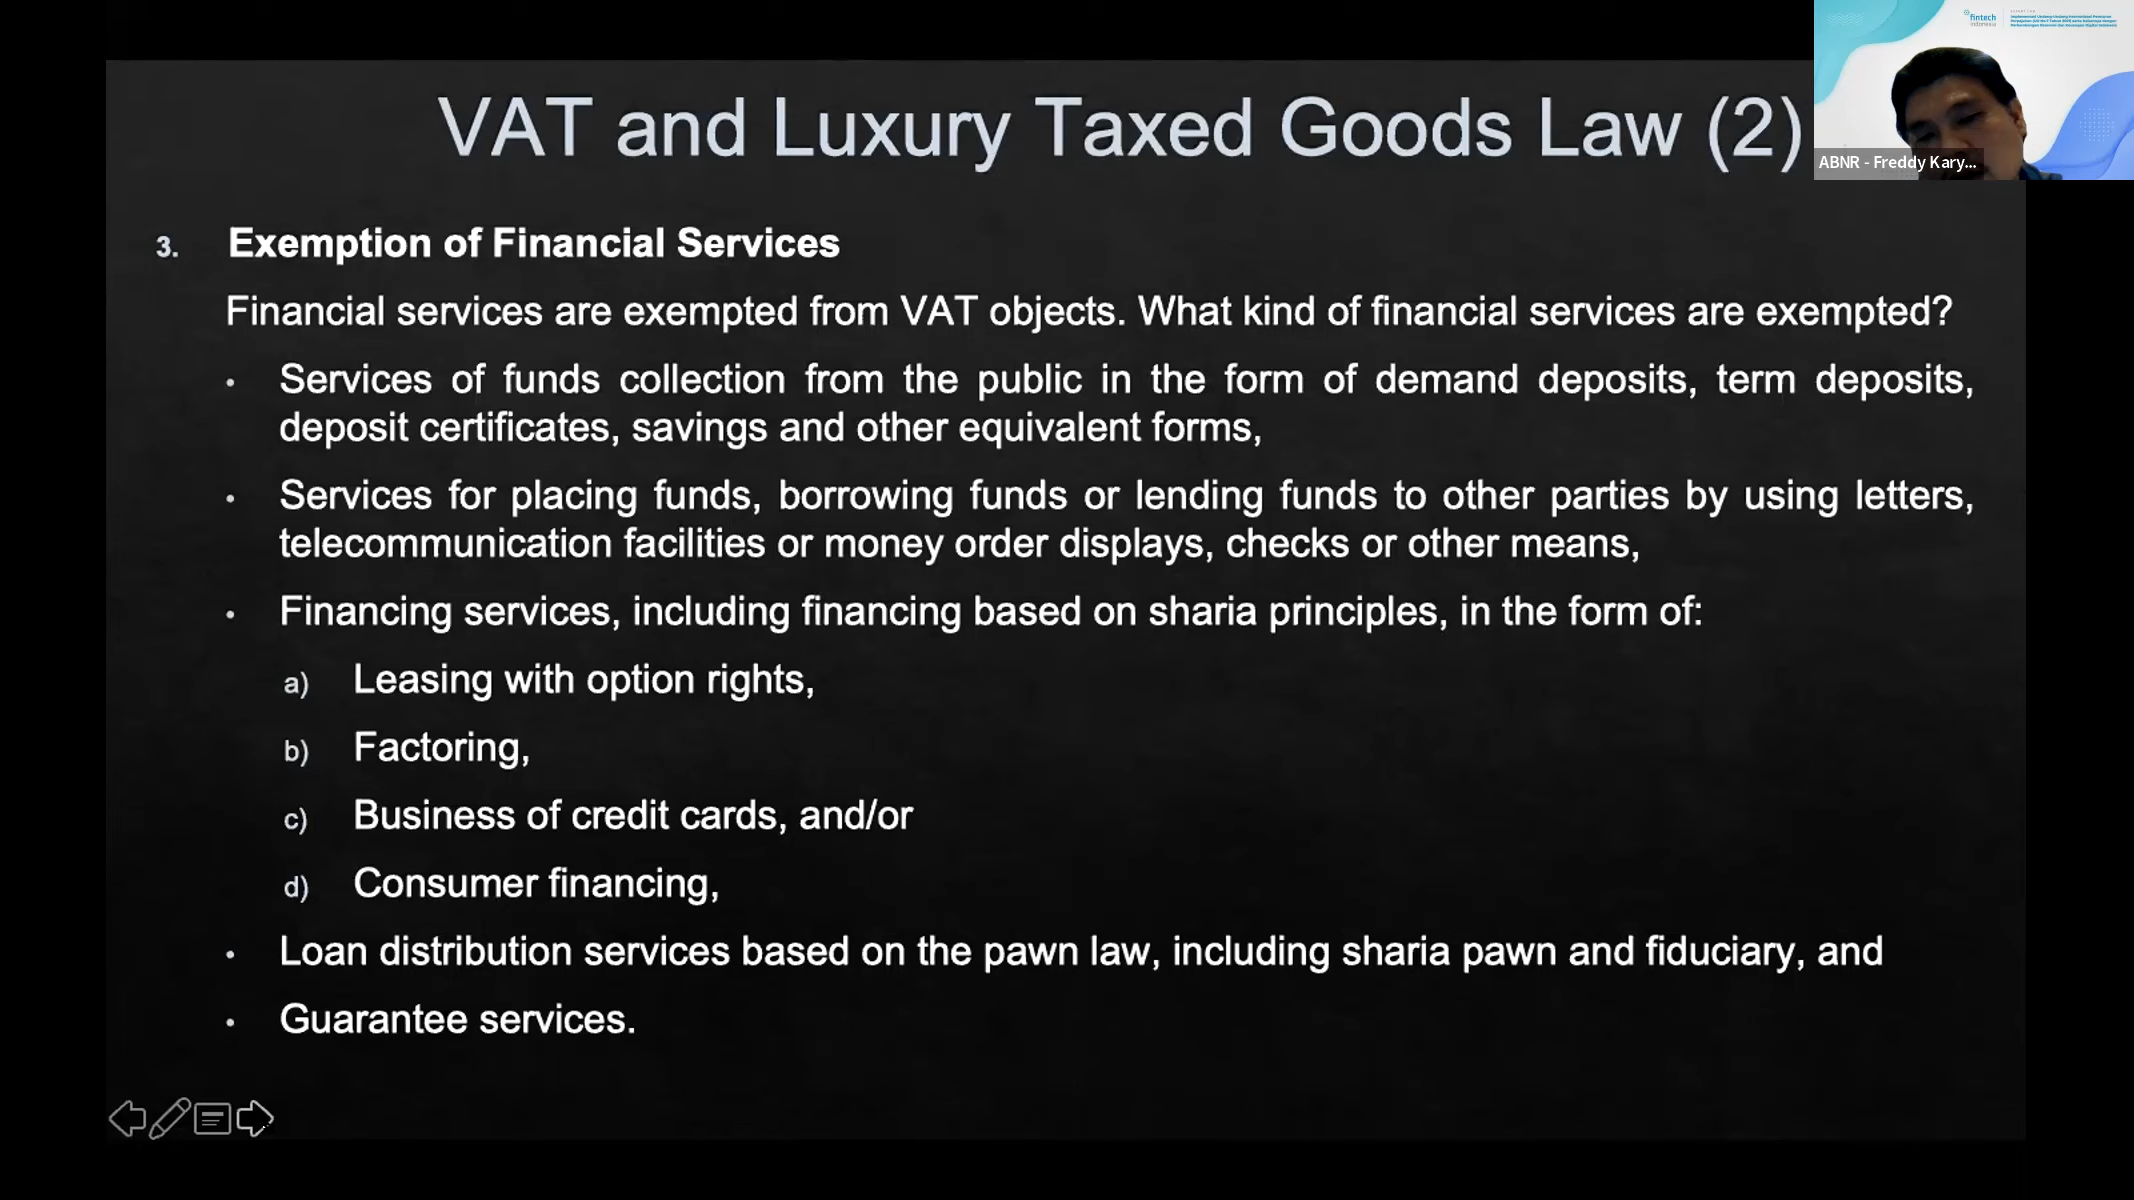 VAT and Luxury Taxed Goods Law (2)
fintech
indonesia
ABNR - Freddy Kary...
3. Exemption of Financial Services
Financial services are exempted from VAT objects. What kind of financial services are exempted?
• Services of funds collection from the public in the form of demand deposits, term deposits,
deposit certificates, savings and other equivalent forms,
• Services for placing funds, borrowing funds or lending funds to other parties by using letters,
telecommunication facilities or money order displays, checks or other means,
• Financing services, including financing based on sharia principles, in the form of:
a) Leasing with option rights,
b) Factoring,
c) Business of credit cards, and/or
d) Consumer financing,
• Loan distribution services based on the pawn law, including sharia pawn and fiduciary, and
• Guarantee services.